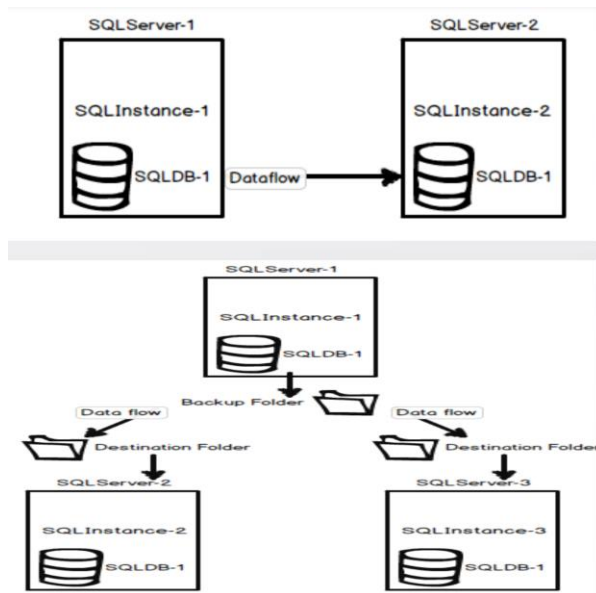 SQLServer-1 SQLServer-2
SQLInstance-1 SQLInstance-2
SQLDB-1 Dataflow SQLDB-1
SQLServer-1
SQLInstance-1
SQLDB-1
Backup Folder
Data flow Data flow
Destination Folder Destination Folder
SQLServer-2 SQLServer-3
SQLInstance-2 SQLInstance-3
SQLDB-1 SQLDB-1